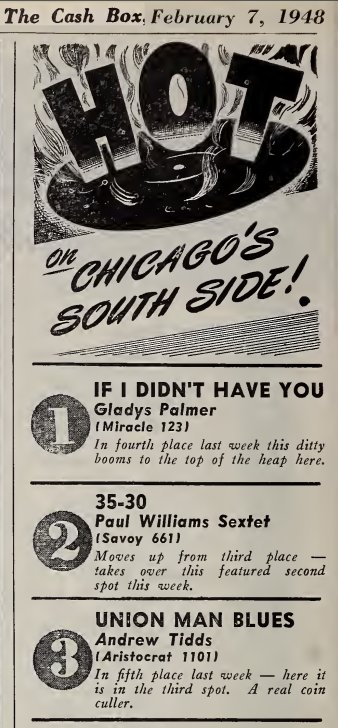 The Cash Box, February 7, 1948
HOT
on CHICAGO'S
SOUTH SIDE!
1
IF I DIDN'T HAVE YOU
Gladys Palmer
(Miracle 123)
In fourth place last week this ditty
booms to the top of the heap here.
2
35-30
Paul Williams Sextet
(Savoy 661)
Moves up from third place —
takes over this featured second
spot this week.
3
UNION MAN BLUES
Andrew Tidds
(Aristocrat 1101)
In fifth place last week — here it
is in the third spot. A real coin
culler.